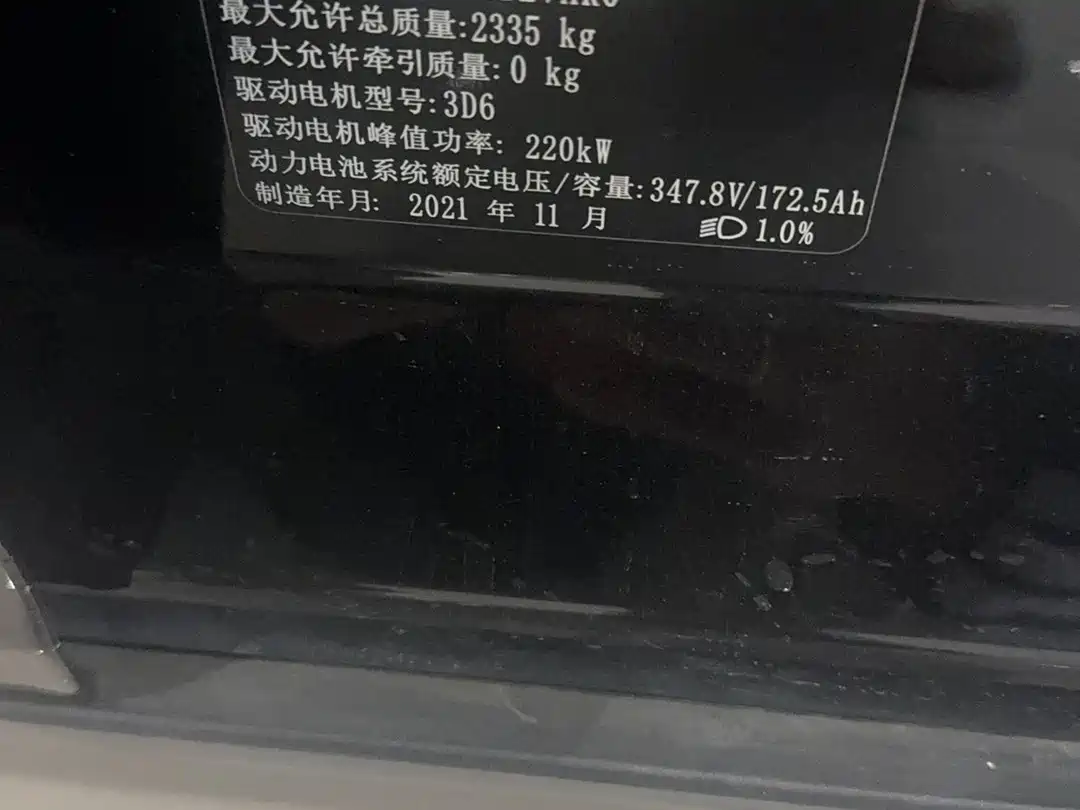 最大允许总质量:2335 kg
最大允许牵引质量:0 kg
驱动电机型号:3D6
驱动电机峰值功率: 220kW
动力电池系统额定电压/容量:347.8V/172.5Ah
制造年月: 2021 年 11 月 1.0%